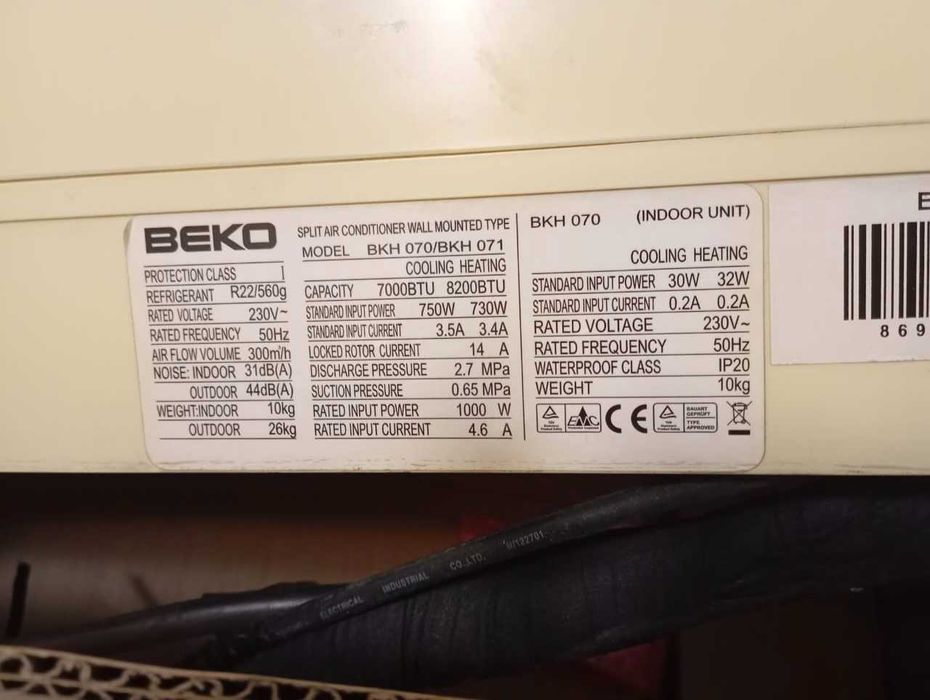 BEKO
PROTECTION CLASS I
REFRIGERANT R22/560g
RATED VOLTAGE 230V~
RATED FREQUENCY 50Hz
AIR FLOW VOLUME 300m³/h
NOISE: INDOOR 31dB(A)
OUTDOOR 44dB(A)
WEIGHT:INDOOR 10kg
OUTDOOR 26kg
SPLIT AIR CONDITIONER WALL MOUNTED TYPE
MODEL BKH 070/BKH 071
COOLING HEATING
CAPACITY 7000BTU 8200BTU
STANDARD INPUT POWER 750W 730W
STANDARD INPUT CURRENT 3.5A 3.4A
LOCKED ROTOR CURRENT 14 A
DISCHARGE PRESSURE 2.7 MPa
SUCTION PRESSURE 0.65 MPa
RATED INPUT POWER 1000 W
RATED INPUT CURRENT 4.6 A
BKH 070 (INDOOR UNIT)
COOLING HEATING
STANDARD INPUT POWER 30W 32W
STANDARD INPUT CURRENT 0.2A 0.2A
RATED VOLTAGE 230V~
RATED FREQUENCY 50Hz
WATERPROOF CLASS IP20
WEIGHT 10kg
EMC
CE
BAUART
GEPRÜFT
TYPE
APPROVED
869
ELECTRICAL INDUSTRIAL CO.,LTD.